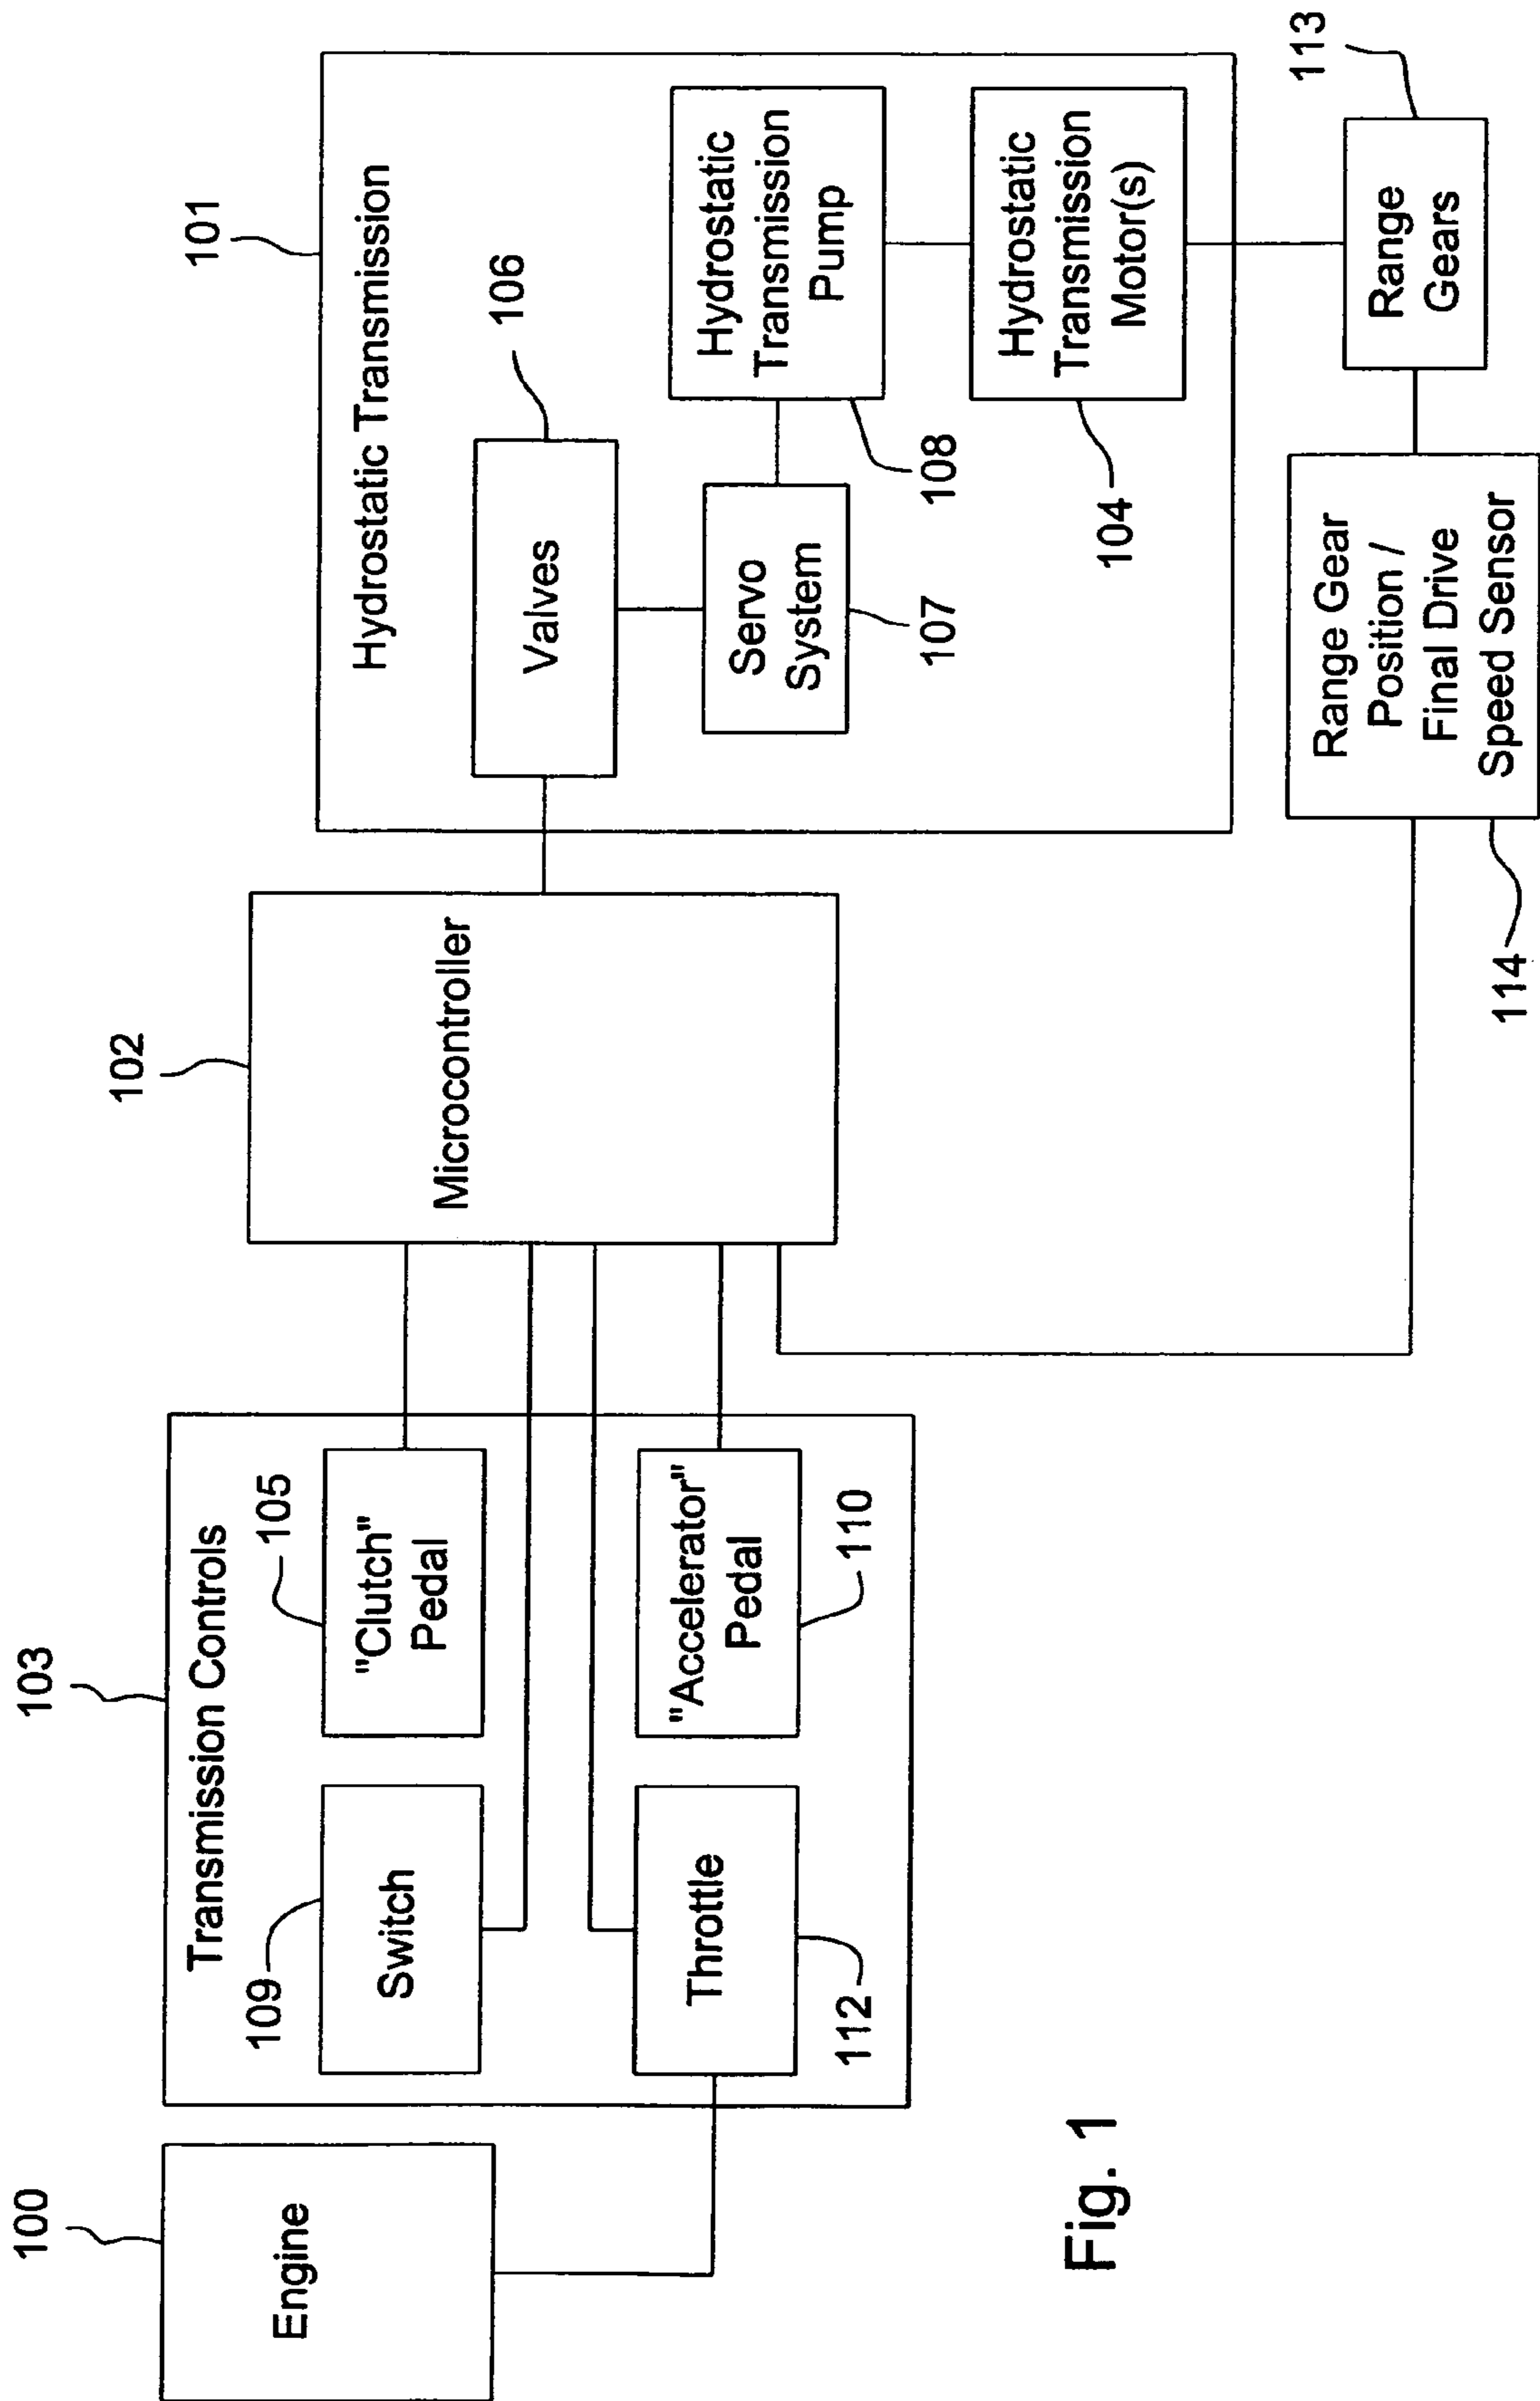 100
Engine
103
Transmission Controls
109
Switch
105
"Clutch"
Pedal
Throttle
112
"Accelerator"
Pedal
110
102
Microcontroller
101
Hydrostatic Transmission
106
Valves
Servo
System
107
Hydrostatic
Transmission
Pump
108
Hydrostatic
Transmission
Motor(s)
104
113
Range
Gears
Range Gear
Position /
Final Drive
Speed Sensor
114
Fig. 1